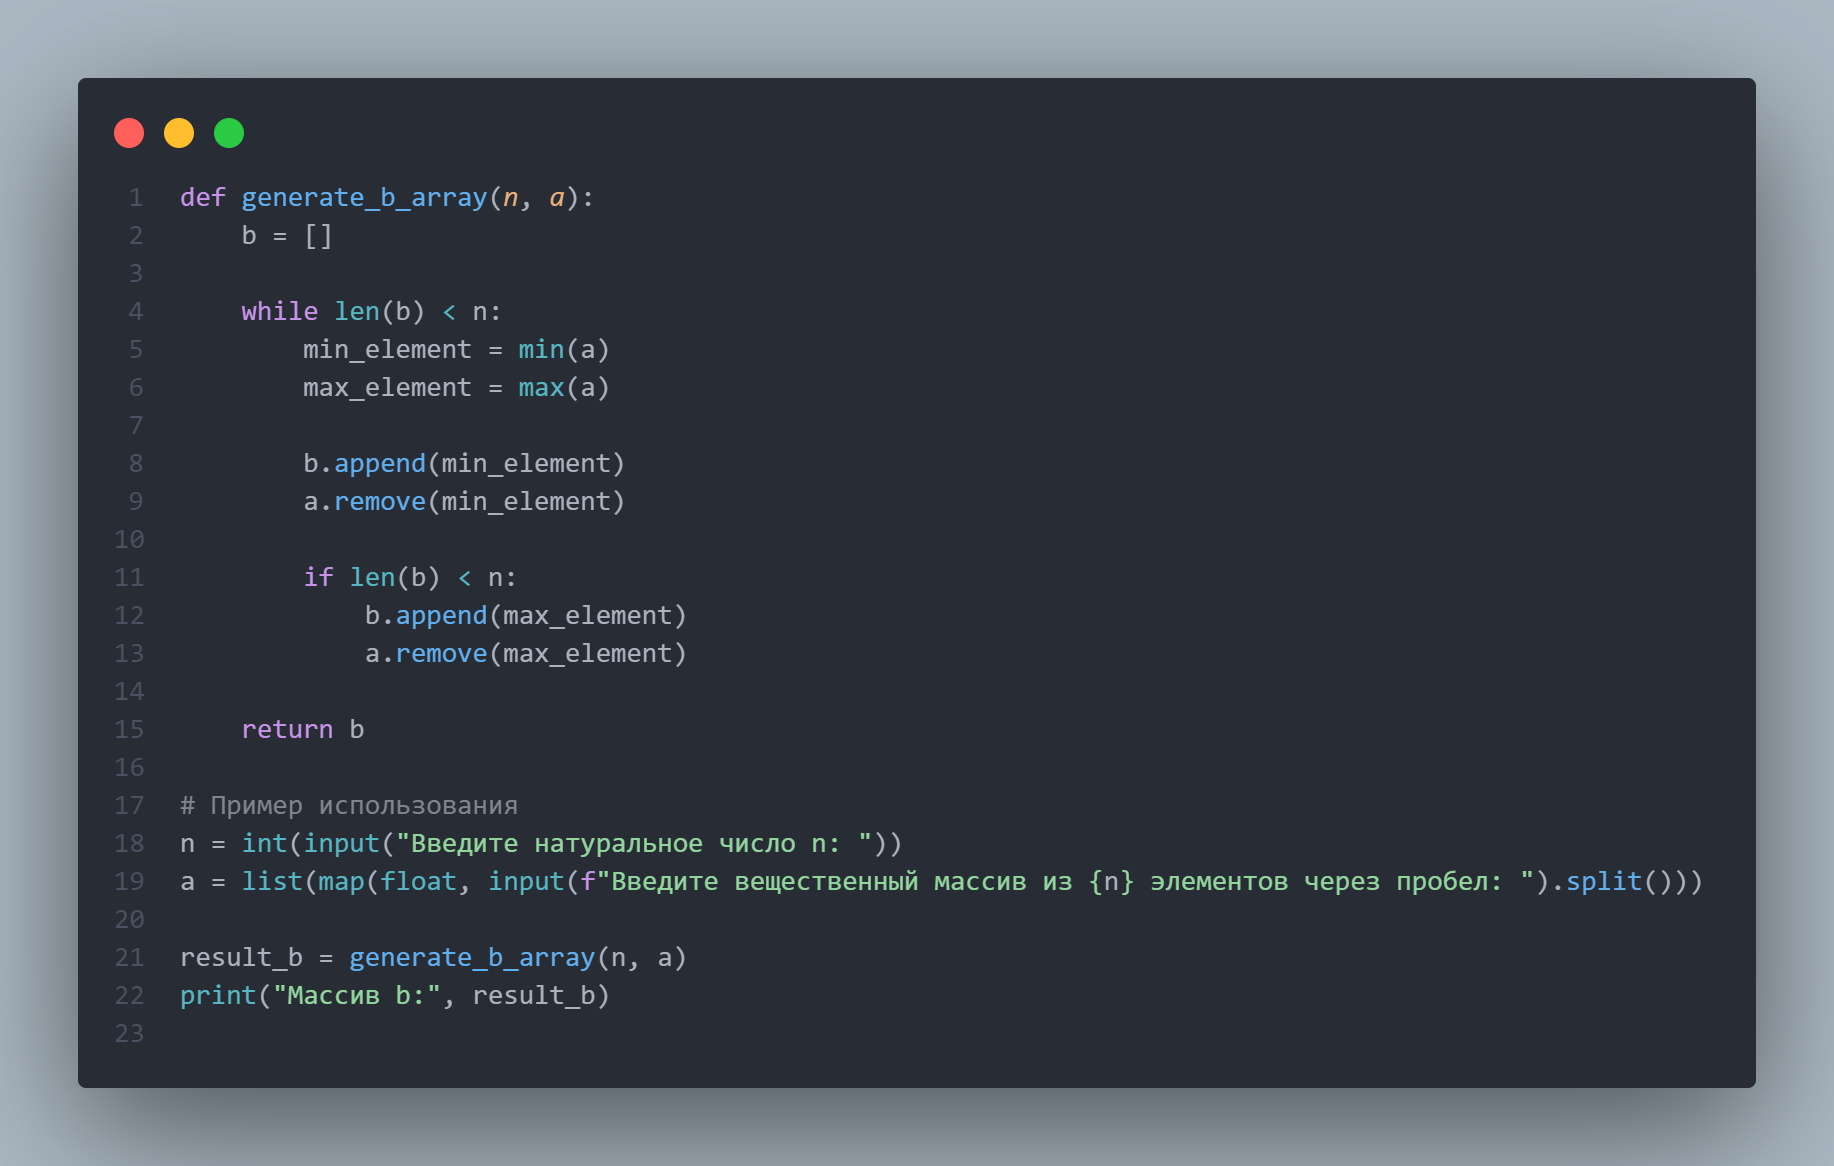 1 def generate_b_array(n, a):
2     b = []
3
4     while len(b) < n:
5         min_element = min(a)
6         max_element = max(a)
7
8         b.append(min_element)
9         a.remove(min_element)
10
11         if len(b) < n:
12             b.append(max_element)
13             a.remove(max_element)
14
15     return b
16
17 # Пример использования
18 n = int(input("Введите натуральное число n: "))
19 a = list(map(float, input(f"Введите вещественный массив из {n} элементов через пробел: ").split()))
20
21 result_b = generate_b_array(n, a)
22 print("Массив b:", result_b)
23